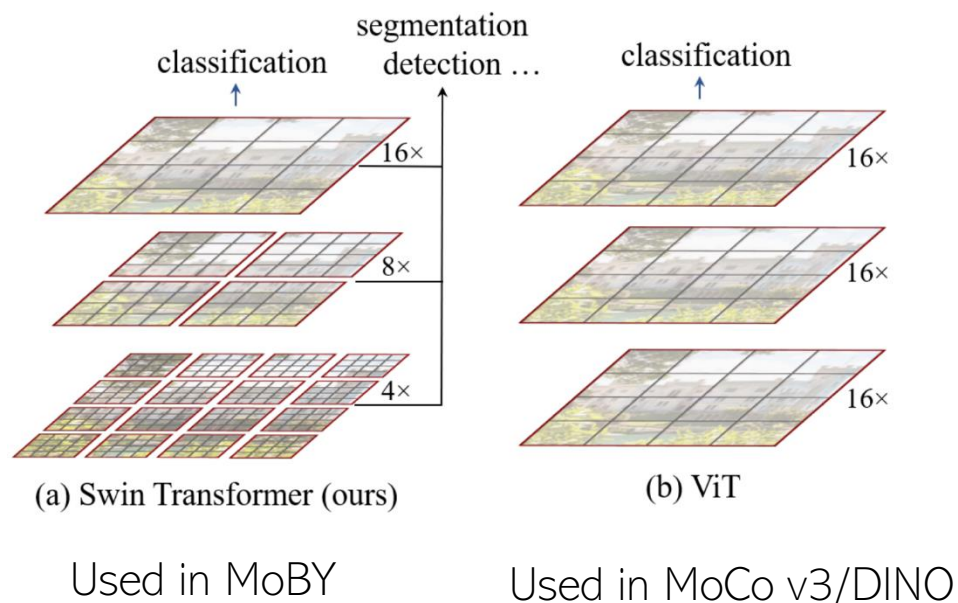 segmentation
classification
detection ...
classification
16×
8×
4×
16×
16×
16×
(a) Swin Transformer (ours)
(b) ViT
Used in MoBY
Used in MoCo v3/DINO